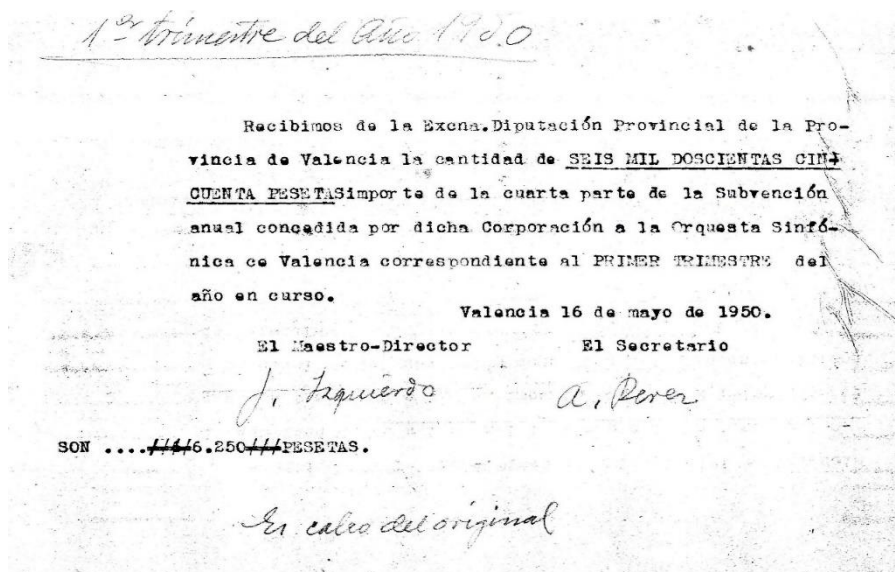 1er trimestre del Año 1950
Recibimos de la Excma.Diputación Provincial de la Pro-
vincia de Valencia la cantidad de SEIS MIL DOSCIENTAS CIN-
CUENTA PESETASimporte de la cuarta parte de la Subvención
anual concedida por dicha Corporación a la Orquesta Sinfó-
nica de Valencia correspondiente al PRIMER TRIMESTRE del
año en curso.
Valencia 16 de mayo de 1950.
El Maestro-Director El Secretario
J. Izquierdo A. Perez
SON ....////6.250///PESETAS.
Es calco del original